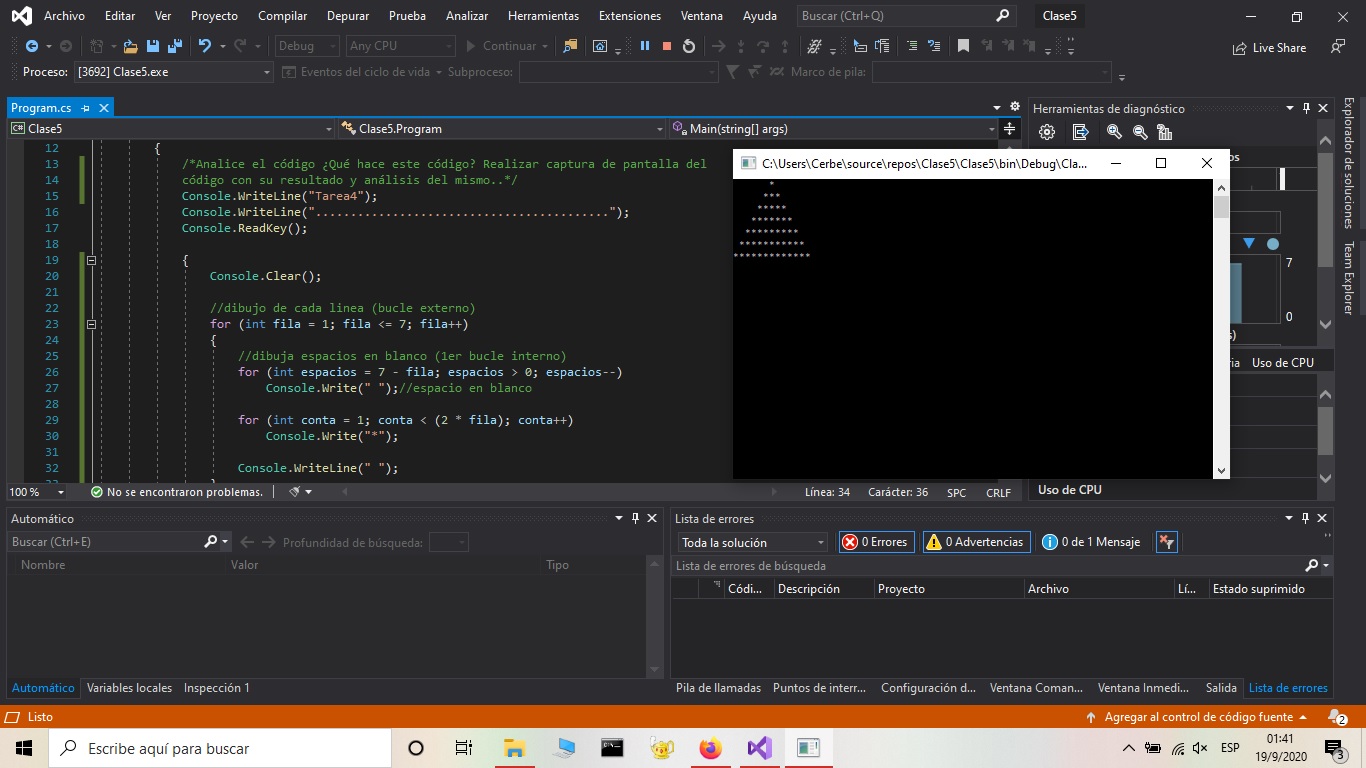 Archivo Editar Ver Proyecto Compilar Depurar Prueba Analizar Herramientas Extensiones Ventana Ayuda Buscar (Ctrl+Q) Clase5
Debug Any CPU Continuar Live Share
Proceso: [3692] Clase5.exe Eventos del ciclo de vida Subproceso: Marco de pila:
Program.cs
Herramientas de diagnóstico
Clase5 Clase5.Program Main(string[] args)
Explorador de soluciones
Team Explorer
12 {
13 /*Analice el código ¿Qué hace este código? Realizar captura de pantalla del
14 código con su resultado y análisis del mismo..*/
15 Console.WriteLine("Tarea4");
16 Console.WriteLine("..........................................");
17 Console.ReadKey();
18
19 {
20 Console.Clear();
21
22 //dibujo de cada linea (bucle externo)
23 for (int fila = 1; fila <= 7; fila++)
24 {
25 //dibuja espacios en blanco (1er bucle interno)
26 for (int espacios = 7 - fila; espacios > 0; espacios--)
27 Console.Write(" ");//espacio en blanco
28
29 for (int conta = 1; conta < (2 * fila); conta++)
30 Console.Write("*");
31
32 Console.WriteLine(" ");
C:\Users\Cerbe\source\repos\Clase5\Clase5\bin\Debug\Cla...
*
***
*****
*******
*********
***********
*************
7
0
Uso de CPU
Uso de CPU
100 % No se encontraron problemas. Línea: 34 Carácter: 36 SPC CRLF
Automático
Buscar (Ctrl+E) Profundidad de búsqueda:
Nombre Valor Tipo
Automático Variables locales Inspección 1
Lista de errores
Toda la solución 0 Errores 0 Advertencias 0 de 1 Mensaje
Lista de errores de búsqueda
Códi... Descripción Proyecto Archivo Lí... Estado suprimido
Pila de llamadas Puntos de interr... Configuración d... Ventana Coman... Ventana Inmedi... Salida Lista de errores
Listo Agregar al control de código fuente 2
Escribe aquí para buscar ESP 01:41
19/9/2020 3